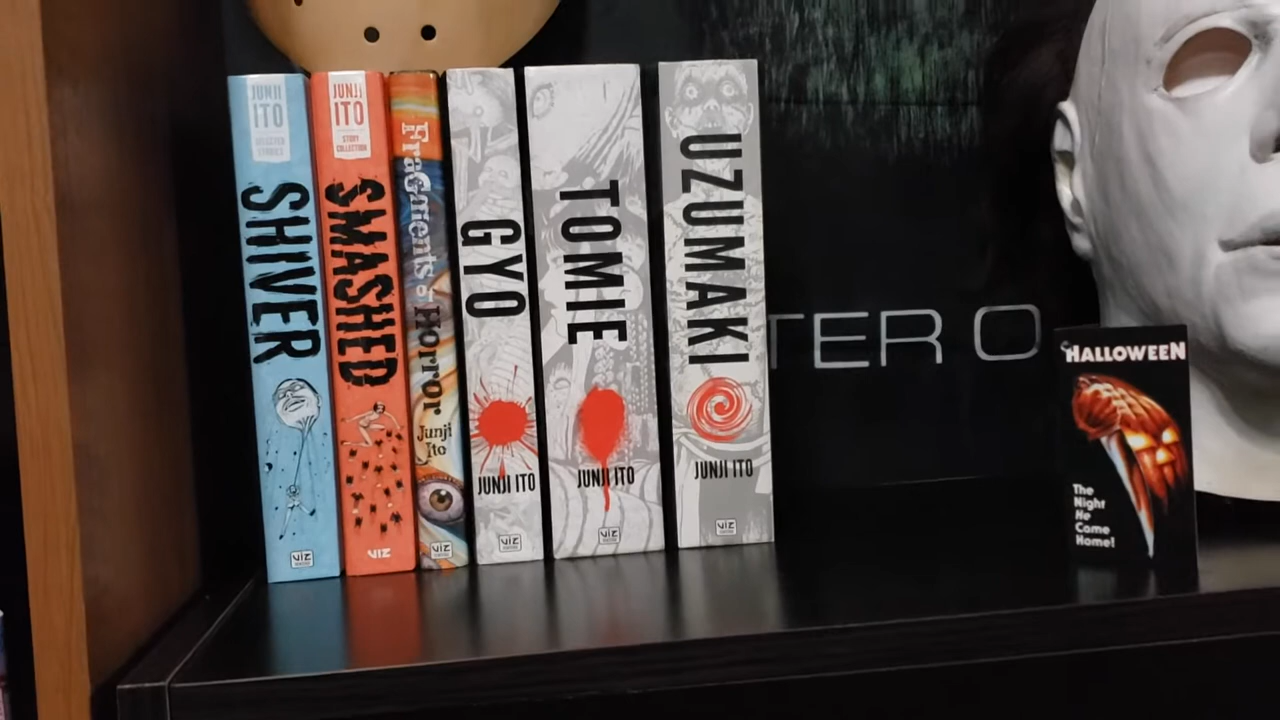 JUNJI
ITO
SELECTED
STORIES
SHIVER
VIZ
JUNJI
ITO
STORY
COLLECTION
SMASHED
VIZ
FraGments of Horror
Junji
Ito
VIZ
GYO
JUNJI ITO
VIZ
TOMIE
JUNJI ITO
VIZ
UZUMAKI
JUNJI ITO
VIZ
TER O
HALLOWEEN
The
Night
He
Came
Home!